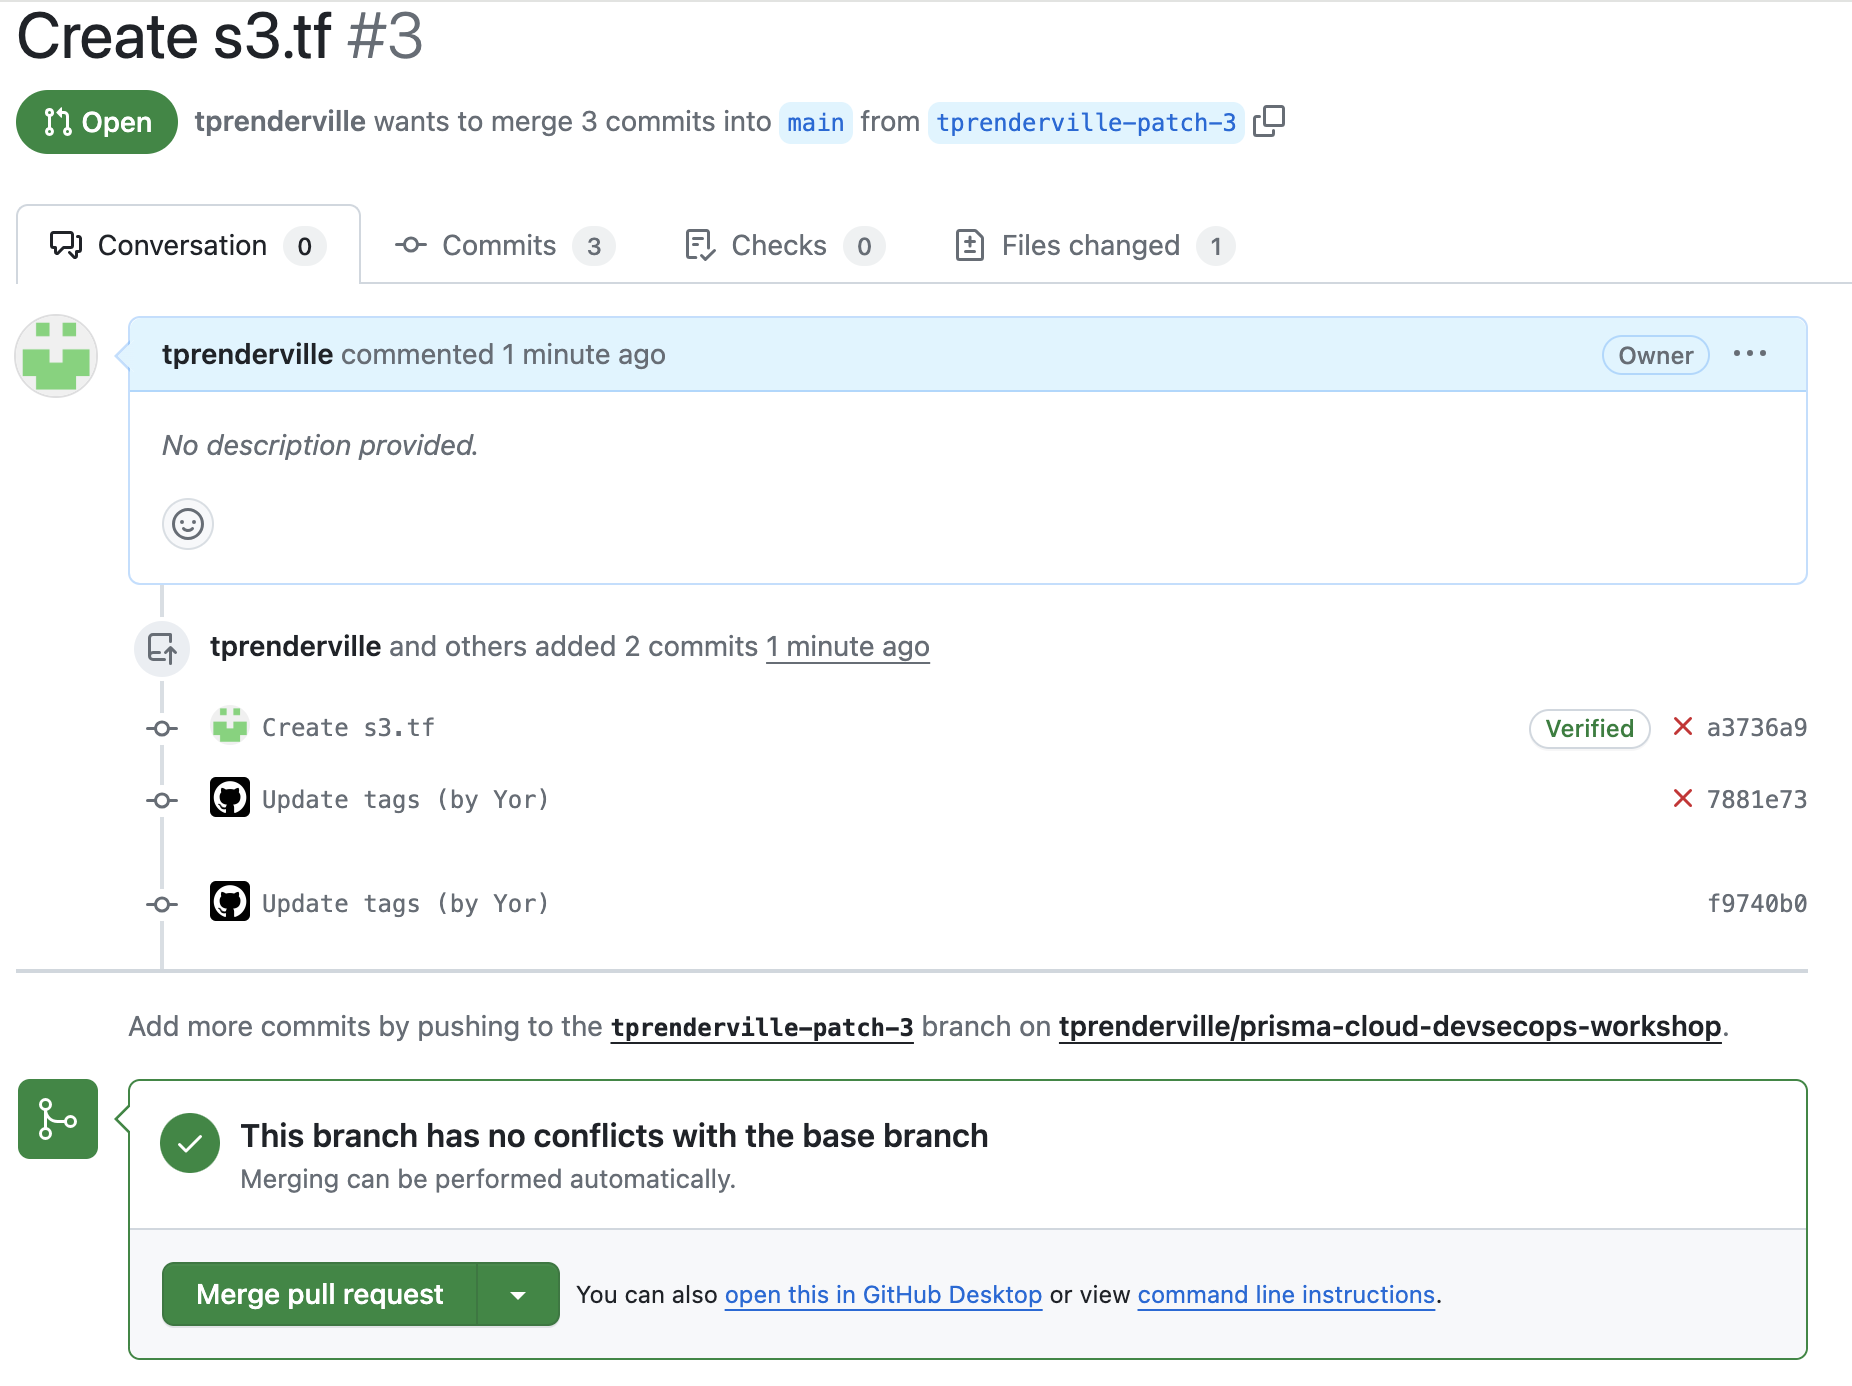 Create s3.tf #3
Open tprenderville wants to merge 3 commits into main from tprenderville-patch-3
Conversation 0 Commits 3 Checks 0 Files changed 1
tprenderville commented 1 minute ago Owner
No description provided.
tprenderville and others added 2 commits 1 minute ago
Create s3.tf Verified a3736a9
Update tags (by Yor) 7881e73
Update tags (by Yor) f9740b0
Add more commits by pushing to the tprenderville-patch-3 branch on tprenderville/prisma-cloud-devsecops-workshop.
This branch has no conflicts with the base branch
Merging can be performed automatically.
Merge pull request You can also open this in GitHub Desktop or view command line instructions.